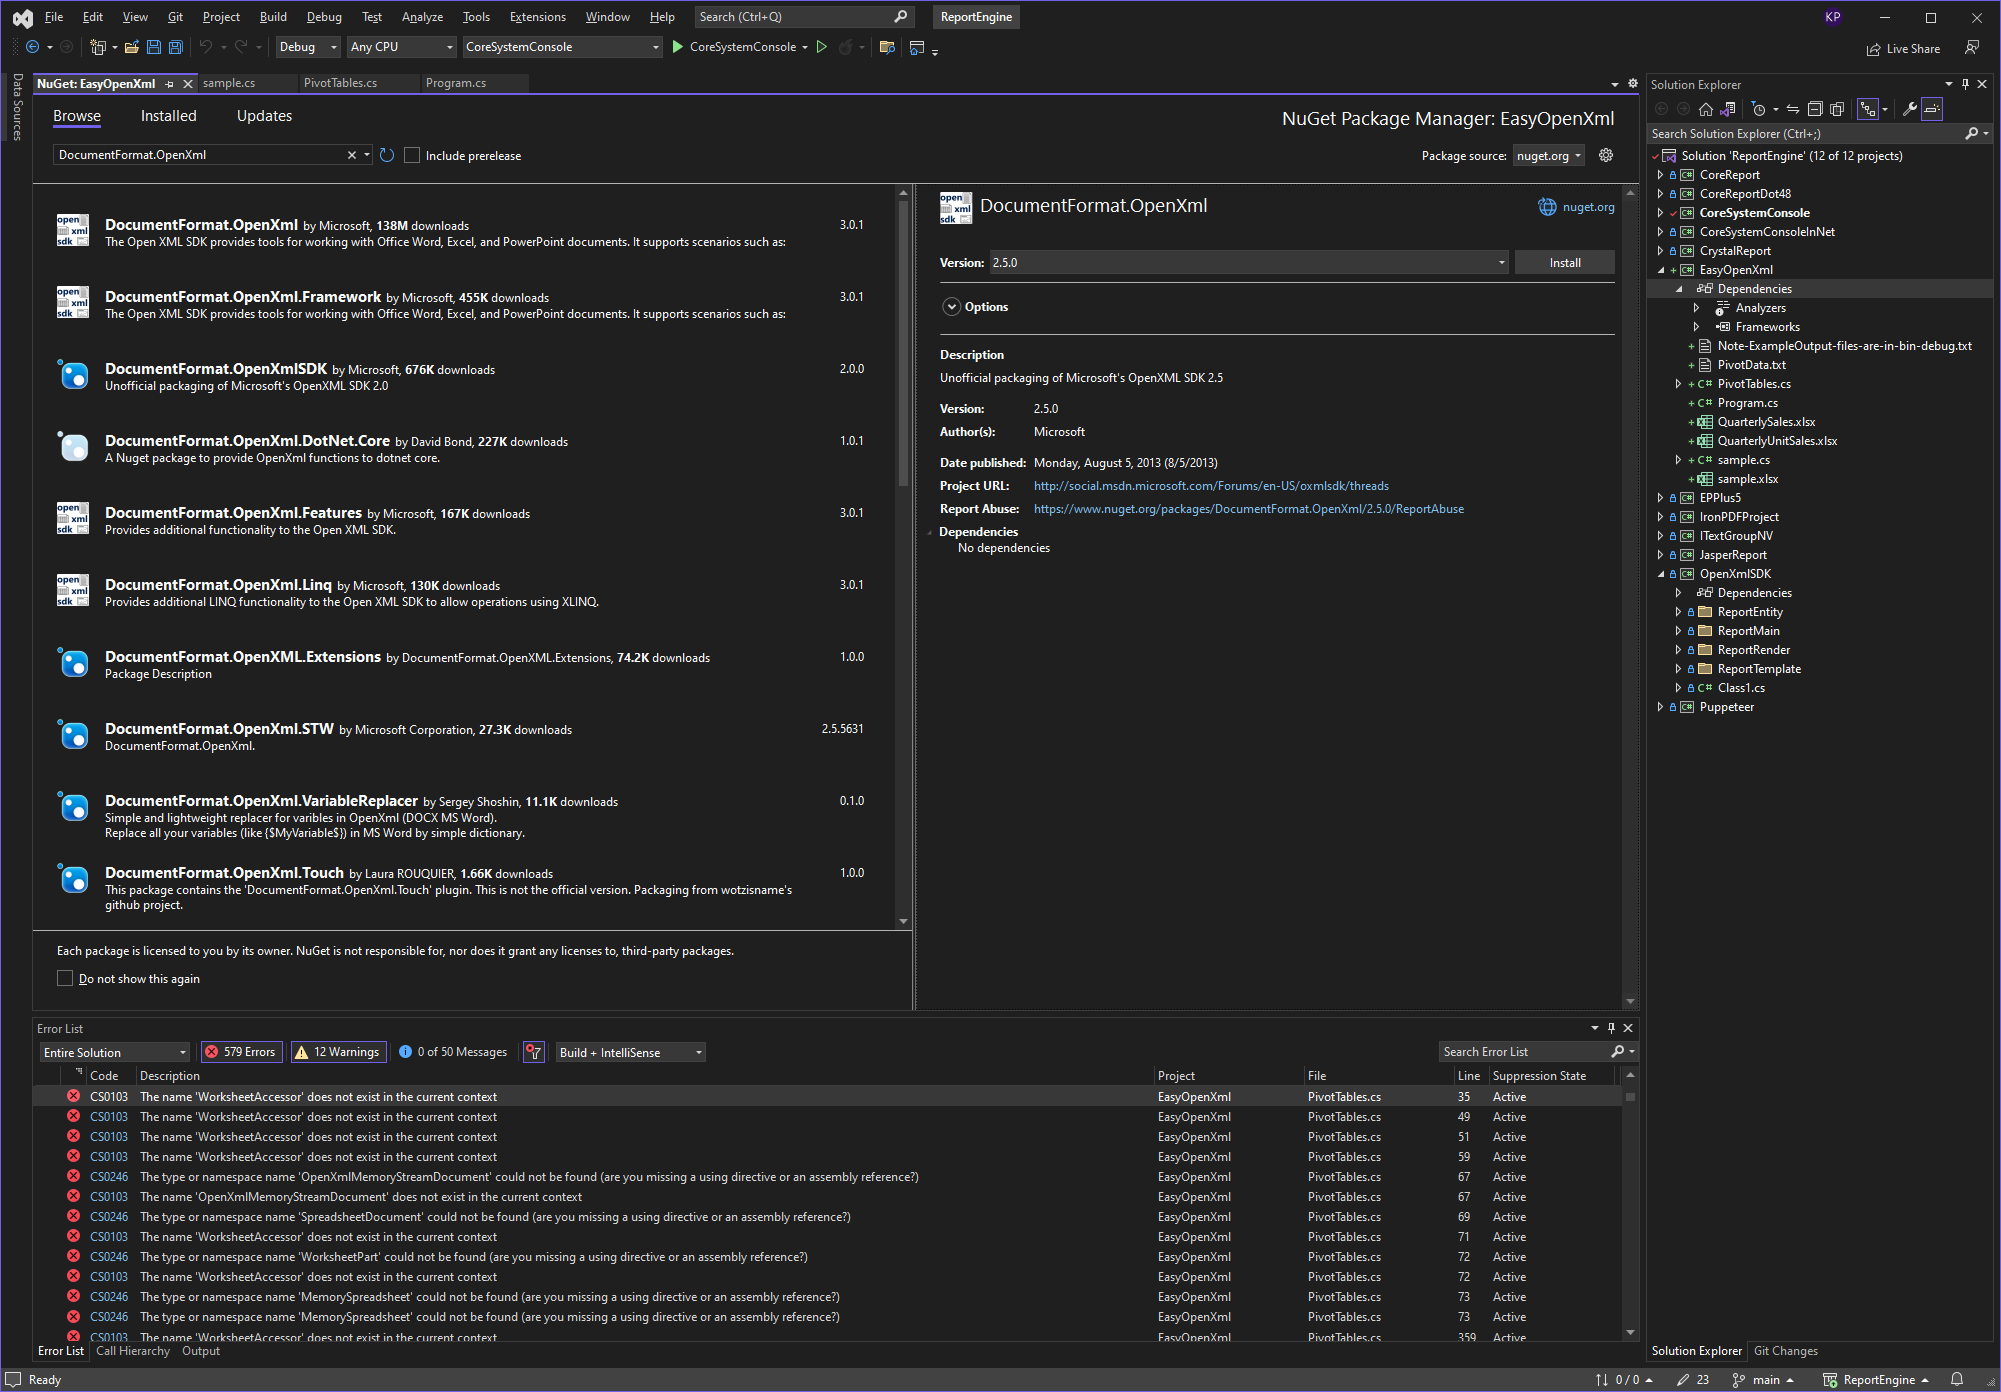 File Edit View Git Project Build Debug Test Analyze Tools Extensions Window Help Search (Ctrl+Q) ReportEngine KP
Debug Any CPU CoreSystemConsole CoreSystemConsole Live Share
Data Sources
NuGet: EasyOpenXml sample.cs PivotTables.cs Program.cs
Browse Installed Updates
NuGet Package Manager: EasyOpenXml
DocumentFormat.OpenXml Include prerelease
Package source: nuget.org
DocumentFormat.OpenXml by Microsoft, 138M downloads 3.0.1
The Open XML SDK provides tools for working with Office Word, Excel, and PowerPoint documents. It supports scenarios such as:
DocumentFormat.OpenXml.Framework by Microsoft, 455K downloads 3.0.1
The Open XML SDK provides tools for working with Office Word, Excel, and PowerPoint documents. It supports scenarios such as:
DocumentFormat.OpenXmlSDK by Microsoft, 676K downloads 2.0.0
Unofficial packaging of Microsoft's OpenXML SDK 2.0
DocumentFormat.OpenXml.DotNet.Core by David Bond, 227K downloads 1.0.1
A Nuget package to provide OpenXml functions to dotnet core.
DocumentFormat.OpenXml.Features by Microsoft, 167K downloads 3.0.1
Provides additional functionality to the Open XML SDK.
DocumentFormat.OpenXml.Linq by Microsoft, 130K downloads 3.0.1
Provides additional LINQ functionality to the Open XML SDK to allow operations using XLINQ.
DocumentFormat.OpenXML.Extensions by DocumentFormat.OpenXML.Extensions, 74.2K downloads 1.0.0
Package Description
DocumentFormat.OpenXml.STW by Microsoft Corporation, 27.3K downloads 2.5.5631
DocumentFormat.OpenXml.
DocumentFormat.OpenXml.VariableReplacer by Sergey Shoshin, 11.1K downloads 0.1.0
Simple and lightweight replacer for varibles in OpenXml (DOCX MS Word).
Replace all your variables (like {$MyVariable$}) in MS Word by simple dictionary.
DocumentFormat.OpenXml.Touch by Laura ROUQUIER, 1.66K downloads 1.0.0
This package contains the 'DocumentFormat.OpenXml.Touch' plugin. This is not the official version. Packaging from wotzisname's
github project.
Each package is licensed to you by its owner. NuGet is not responsible for, nor does it grant any licenses to, third-party packages.
Do not show this again
open xml sdk
DocumentFormat.OpenXml
nuget.org
Version: 2.5.0 Install
Options
Description
Unofficial packaging of Microsoft's OpenXML SDK 2.5
Version: 2.5.0
Author(s): Microsoft
Date published: Monday, August 5, 2013 (8/5/2013)
Project URL: http://social.msdn.microsoft.com/Forums/en-US/oxmlsdk/threads
Report Abuse: https://www.nuget.org/packages/DocumentFormat.OpenXml/2.5.0/ReportAbuse
Dependencies
No dependencies
Solution Explorer
Search Solution Explorer (Ctrl+;)
Solution 'ReportEngine' (12 of 12 projects)
CoreReport
CoreReportDot48
CoreSystemConsole
CoreSystemConsoleInNet
CrystalReport
EasyOpenXml
Dependencies
Analyzers
Frameworks
Note-ExampleOutput-files-are-in-bin-debug.txt
PivotData.txt
C# PivotTables.cs
C# Program.cs
QuarterlySales.xlsx
QuarterlyUnitSales.xlsx
C# sample.cs
sample.xlsx
EPPlus5
IronPDFProject
ITextGroupNV
JasperReport
OpenXmlSDK
Dependencies
ReportEntity
ReportMain
ReportRender
ReportTemplate
C# Class1.cs
Puppeteer
Error List
Entire Solution 579 Errors 12 Warnings 0 of 50 Messages Build + IntelliSense Search Error List
Code Description Project File Line Suppression State
CS0103 The name 'WorksheetAccessor' does not exist in the current context EasyOpenXml PivotTables.cs 35 Active
CS0103 The name 'WorksheetAccessor' does not exist in the current context EasyOpenXml PivotTables.cs 49 Active
CS0103 The name 'WorksheetAccessor' does not exist in the current context EasyOpenXml PivotTables.cs 51 Active
CS0103 The name 'WorksheetAccessor' does not exist in the current context EasyOpenXml PivotTables.cs 59 Active
CS0246 The type or namespace name 'OpenXmlMemoryStreamDocument' could not be found (are you missing a using directive or an assembly reference?) EasyOpenXml PivotTables.cs 67 Active
CS0103 The name 'OpenXmlMemoryStreamDocument' does not exist in the current context EasyOpenXml PivotTables.cs 67 Active
CS0246 The type or namespace name 'SpreadsheetDocument' could not be found (are you missing a using directive or an assembly reference?) EasyOpenXml PivotTables.cs 69 Active
CS0103 The name 'WorksheetAccessor' does not exist in the current context EasyOpenXml PivotTables.cs 71 Active
CS0246 The type or namespace name 'WorksheetPart' could not be found (are you missing a using directive or an assembly reference?) EasyOpenXml PivotTables.cs 72 Active
CS0103 The name 'WorksheetAccessor' does not exist in the current context EasyOpenXml PivotTables.cs 72 Active
CS0246 The type or namespace name 'MemorySpreadsheet' could not be found (are you missing a using directive or an assembly reference?) EasyOpenXml PivotTables.cs 73 Active
CS0246 The type or namespace name 'MemorySpreadsheet' could not be found (are you missing a using directive or an assembly reference?) EasyOpenXml PivotTables.cs 73 Active
CS0103 The name 'WorksheetAccessor' does not exist in the current context EasyOpenXml PivotTables.cs 359 Active
Error List Call Hierarchy Output
Solution Explorer Git Changes
Ready 0 / 0 23 main ReportEngine